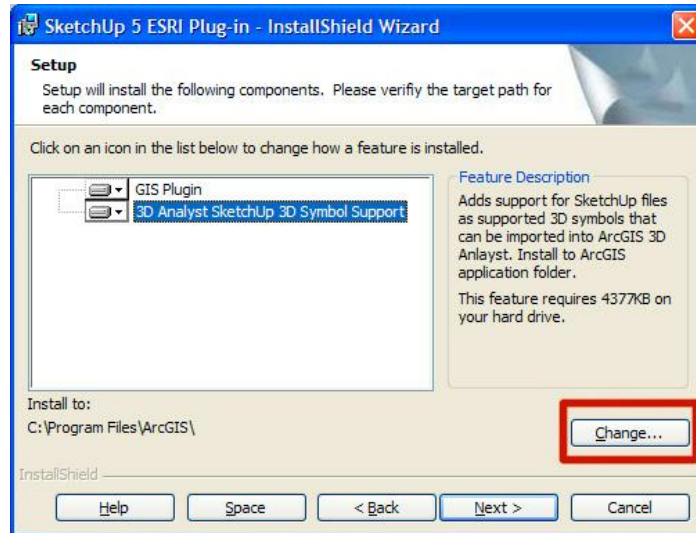 SketchUp 5 ESRI Plug-in - InstallShield Wizard
Setup
Setup will install the following components. Please verifiy the target path for
each component.
Click on an icon in the list below to change how a feature is installed.
GIS Plugin
3D Analyst SketchUp 3D Symbol Support
Feature Description
Adds support for SketchUp files
as supported 3D symbols that
can be imported into ArcGIS 3D
Anlayst. Install to ArcGIS
application folder.
This feature requires 4377KB on
your hard drive.
Install to:
C:\Program Files\ArcGIS\
Change...
InstallShield
Help Space < Back Next > Cancel